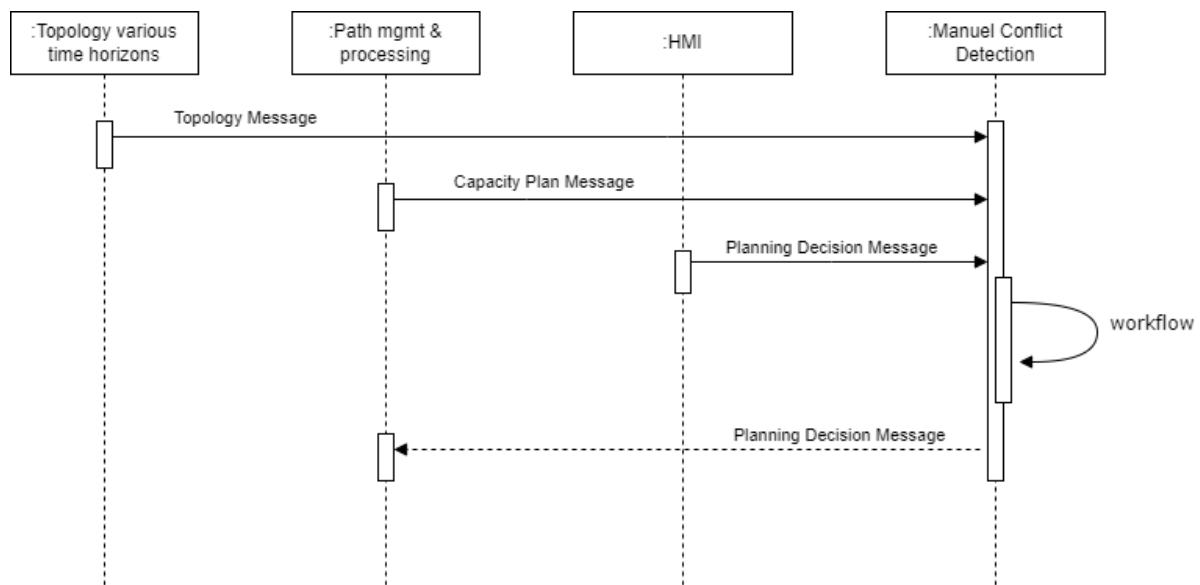 :Topology various
time horizons
:Path mgmt &
processing
:HMI
:Manuel Conflict
Detection
Topology Message
Capacity Plan Message
Planning Decision Message
workflow
Planning Decision Message